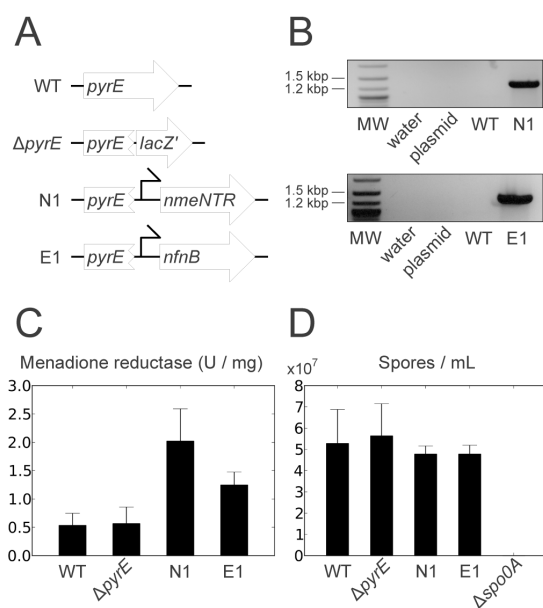 A
WT
pyrE
ΔpyrE
pyrE
lacZ'
N1
pyrE
nmeNTR
E1
pyrE
nfnB
B
1.5 kbp
1.2 kbp
MW water plasmid WT N1
1.5 kbp
1.2 kbp
MW water plasmid WT E1
C
Menadione reductase (U / mg)
3.0
2.5
2.0
1.5
1.0
0.5
0.0
WT ΔpyrE N1 E1
D
Spores / mL
x10⁷
8
7
6
5
4
3
2
1
0
WT ΔpyrE N1 E1 Δspo0A